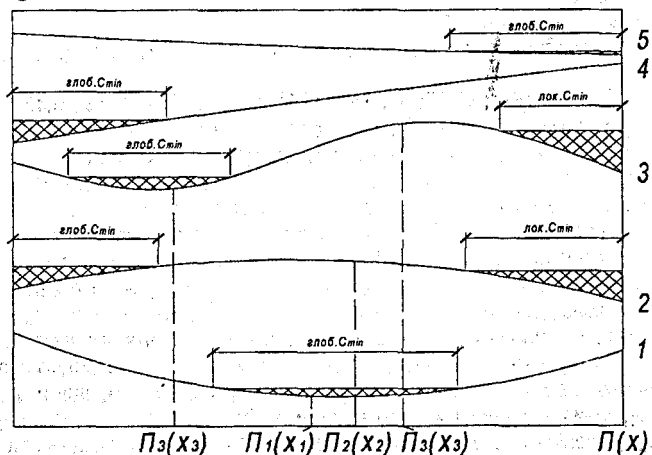 глоб.Cmin
5
4
глоб.Cmin
лок.Cmin
глоб.Cmin
3
глоб.Cmin
лок.Cmin
2
глоб.Cmin
1
П3(X3) П1(X1) П2(X2) П3(X3) П(X)